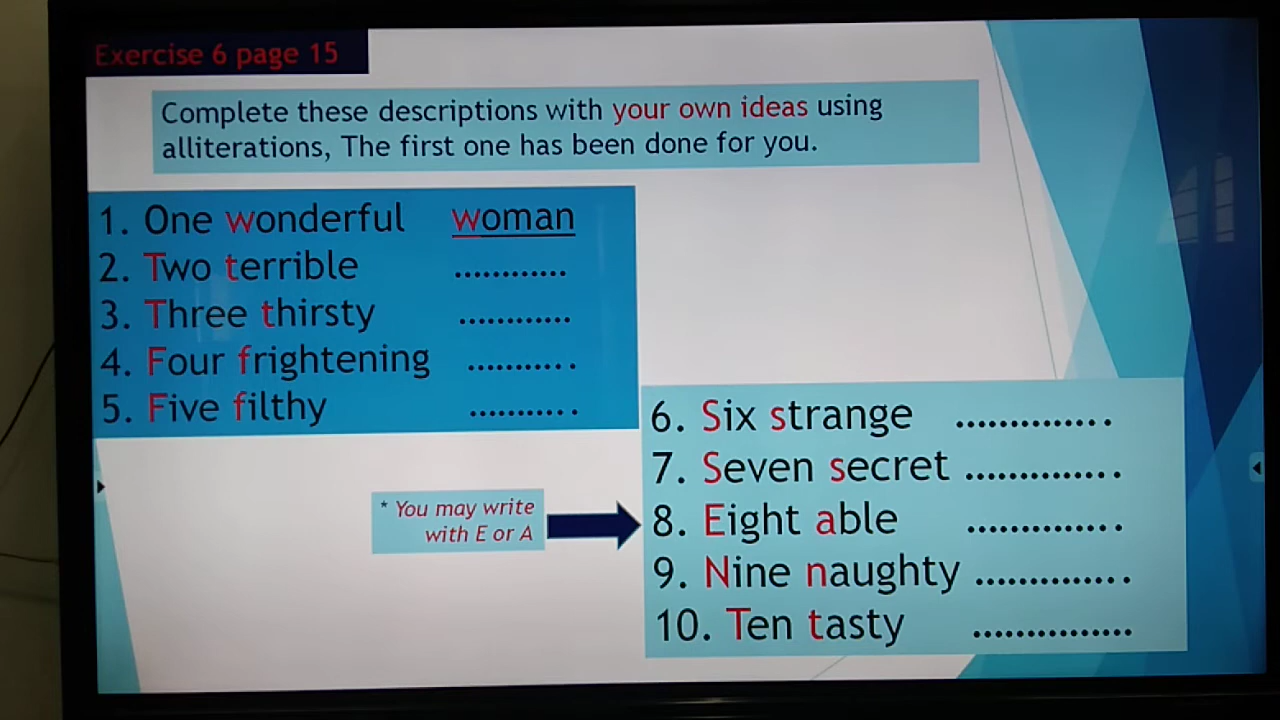 Exercise 6 page 15
Complete these descriptions with your own ideas using
alliterations, The first one has been done for you.
1. One wonderful woman
2. Two terrible ............
3. Three thirsty ............
4. Four frightening ...........
5. Five filthy ...........
* You may write
with E or A
6. Six strange ..............
7. Seven secret ..............
8. Eight able ..............
9. Nine naughty ..............
10. Ten tasty ...............